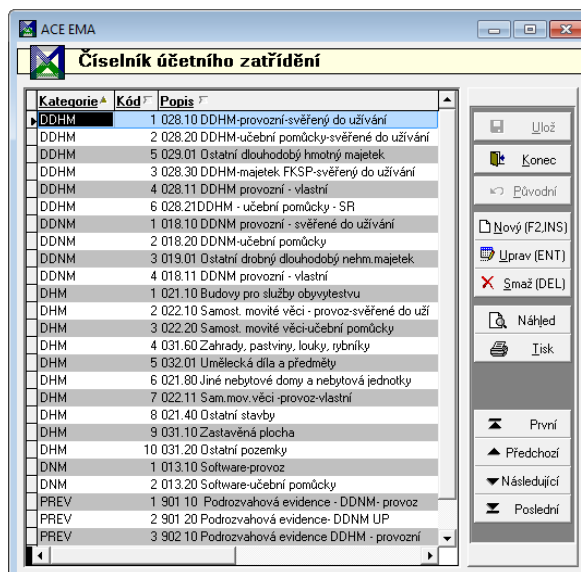 ACE EMA
Číselník účetního zatřídění
Kategorie Kód Popis
DDHM 1 028.10 DDHM-provozní-svěřený do užívání
DDHM 2 028.20 DDHM-učební pomůcky-svěřené do užívání
DDHM 5 029.01 Ostatní dlouhodobý hmotný majetek
DDHM 3 028.30 DDHM-majetek FKSP-svěřený do užívání
DDHM 4 028.11 DDHM provozní - vlastní
DDHM 6 028.21DDHM - učební pomůcky - SR
DDNM 1 018.10 DDNM provozní - svěřené do užívání
DDNM 2 018.20 DDNM-učební pomůcky
DDNM 3 019.01 Ostatní drobný dlouhodobý nehm.majetek
DDNM 4 018.11 DDNM provozní - vlastní
DHM 1 021.10 Budovy pro služby obyvytestvu
DHM 2 022.10 Samost. movité věci - provoz-svěřené do uží
DHM 3 022.20 Samost. movité věci-učební pomůcky
DHM 4 031.60 Zahrady, pastviny, louky, rybníky
DHM 5 032.01 Umělecká díla a předměty
DHM 6 021.80 Jiné nebytové domy a nebytová jednotky
DHM 7 022.11 Sam.mov.věci -provoz-vlastní
DHM 8 021.40 Ostatní stavby
DHM 9 031.10 Zastavěná plocha
DHM 10 031.20 Ostatní pozemky
DNM 1 013.10 Software-provoz
DNM 2 013.20 Software-učební pomůcky
PREV 1 901 10 Podrozvahová evidence - DDNM- provoz
PREV 2 901 20 Podrozvahová evidence- DDNM UP
PREV 3 902 10 Podrozvahová evidence DDHM - provozní
Ulož
Konec
Původní
Nový (F2,INS)
Uprav (ENT)
Smaž (DEL)
Náhled
Tisk
První
Předchozí
Následující
Poslední